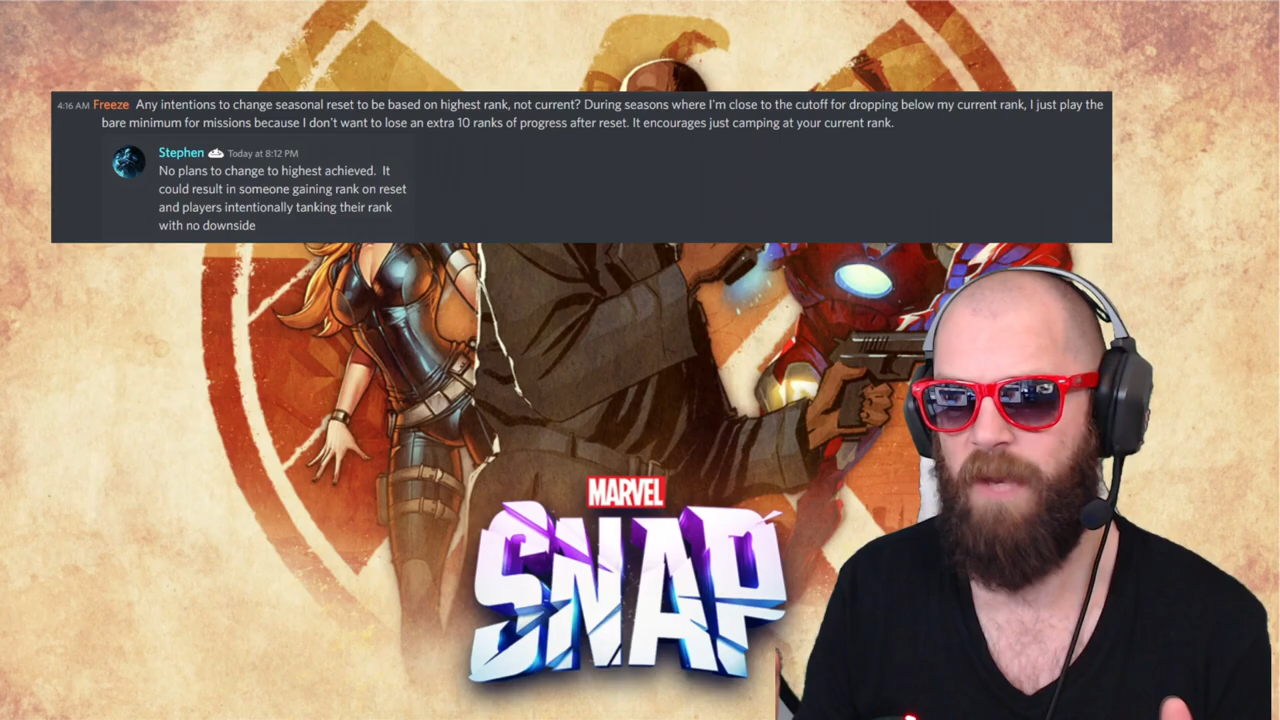 4:16 AM Freeze Any intentions to change seasonal reset to be based on highest rank, not current? During seasons where I'm close to the cutoff for dropping below my current rank, I just play the
bare minimum for missions because I don't want to lose an extra 10 ranks of progress after reset. It encourages just camping at your current rank.
Stephen Today at 8:12 PM
No plans to change to highest achieved. It
could result in someone gaining rank on reset
and players intentionally tanking their rank
with no downside
MARVEL
SNAP